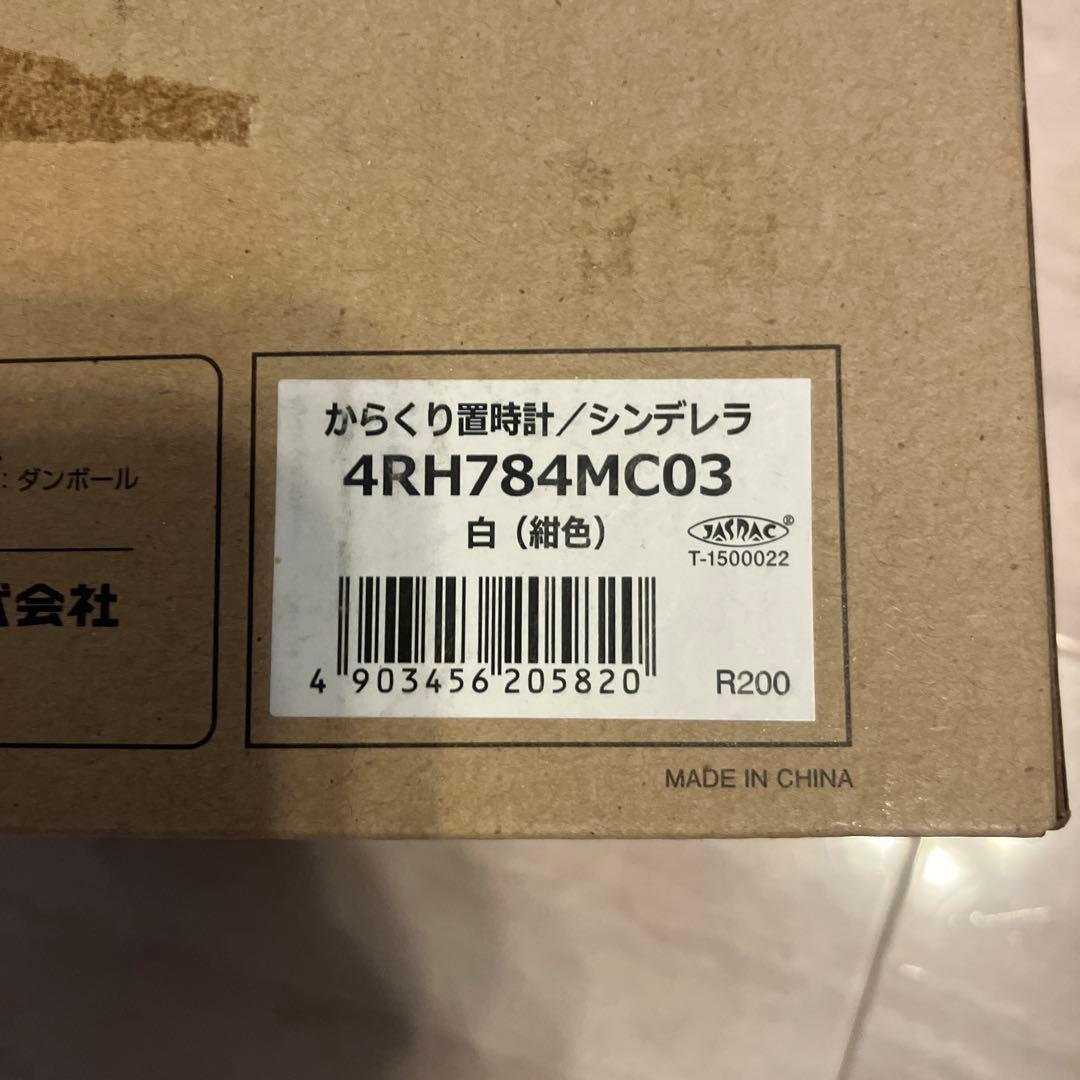 からくり置時計／シンデレラ
4RH784MC03
白（紺色）
JASRAC®
T-1500022
4 903456 205820
R200
: ダンボール
会社
MADE IN CHINA